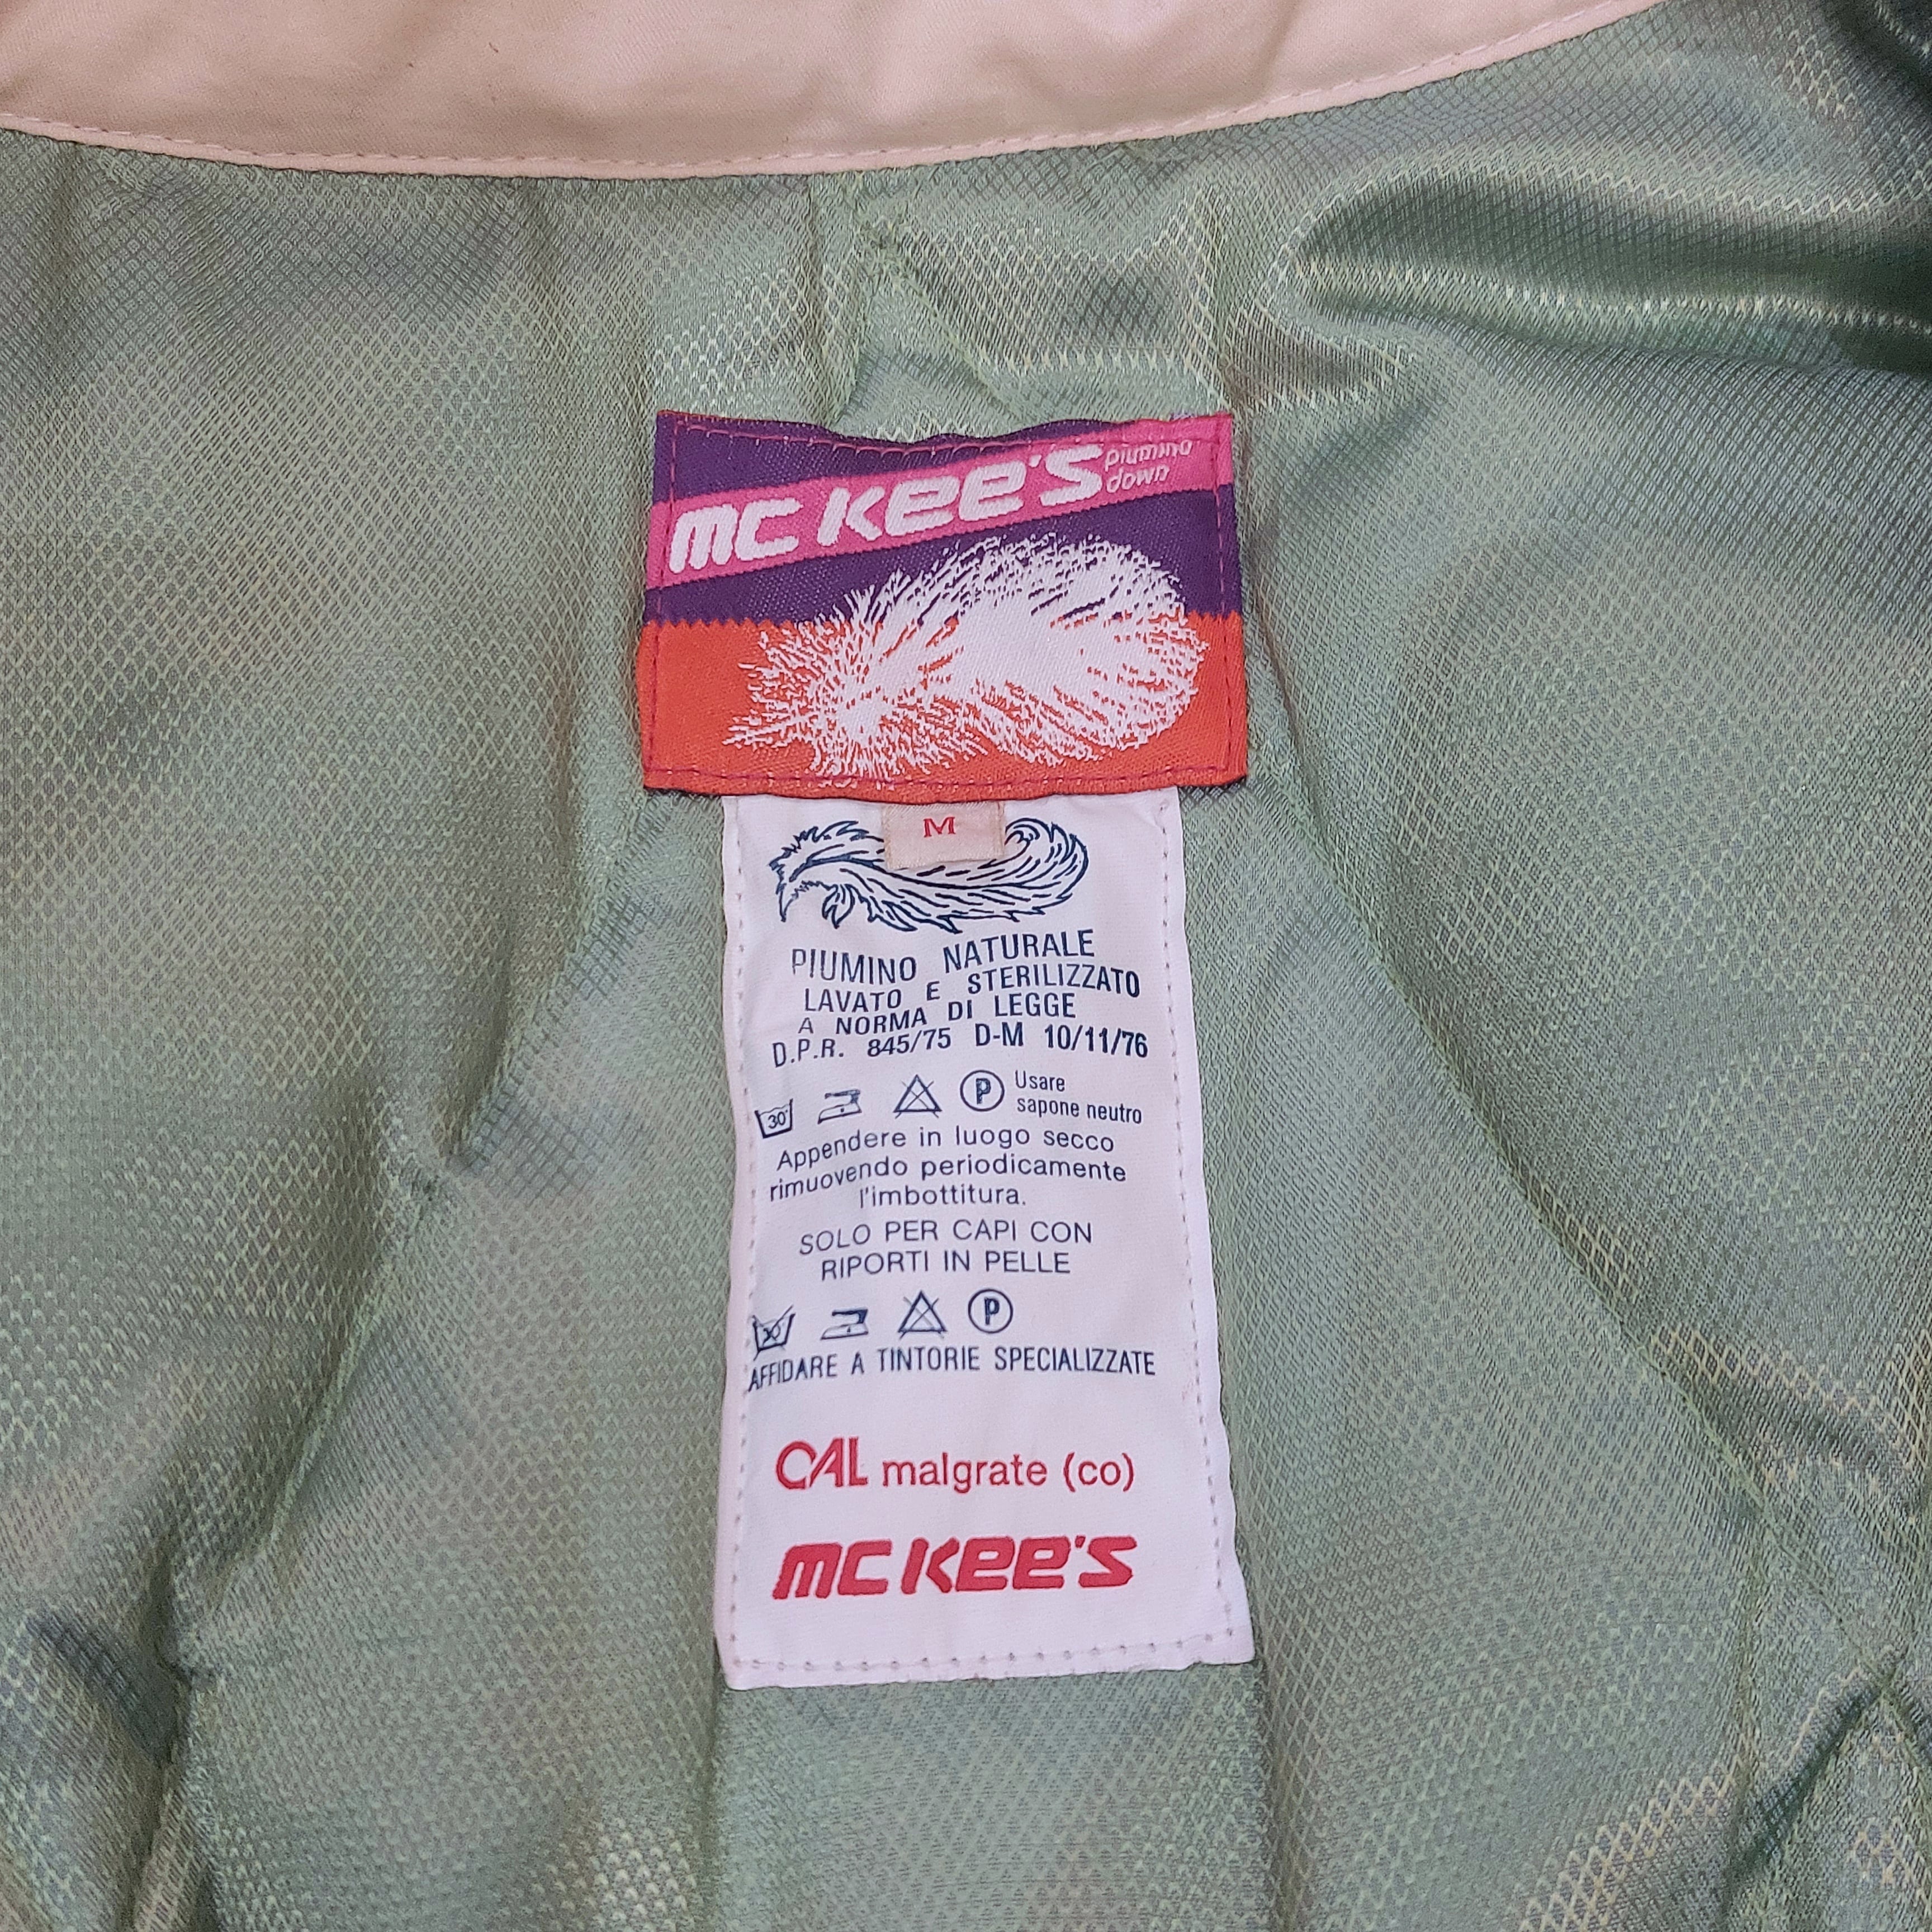 MC KEE'S piumino
down
M
PIUMINO NATURALE
LAVATO E STERILIZZATO
A NORMA DI LEGGE
D.P.R. 845/75 D-M 10/11/76
30° P Usare
sapone neutro
Appendere in luogo secco
rimuovendo periodicamente
l'imbottitura.
SOLO PER CAPI CON
RIPORTI IN PELLE
30 P
AFFIDARE A TINTORIE SPECIALIZZATE
CAL malgrate (co)
MC KEE'S